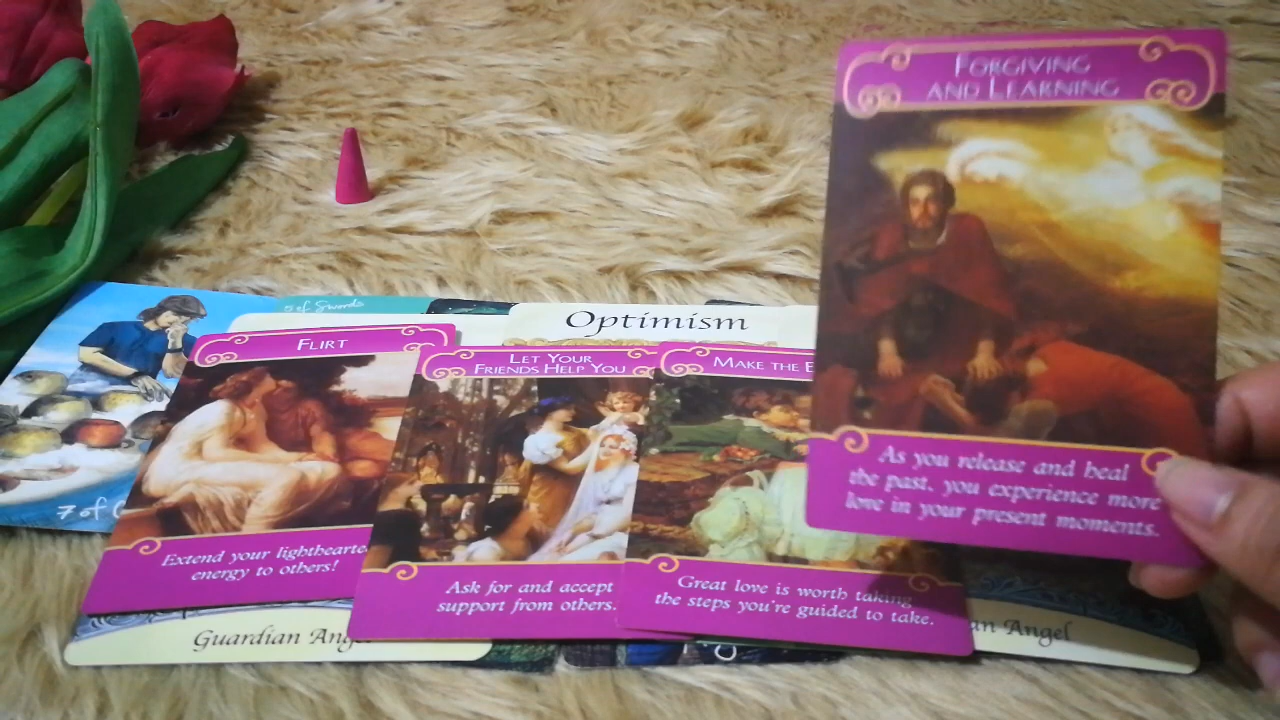 FORGIVING
AND LEARNING
As you release and heal
the past, you experience more
love in your present moments.
5 of Swords
Optimism
FLIRT
Extend your lighthearte
energy to others!
LET YOUR
FRIENDS HELP YOU
Ask for and accept
support from others.
MAKE THE E
Great love is worth taking
the steps you're guided to take.
7 of
Guardian Ange
an Angel